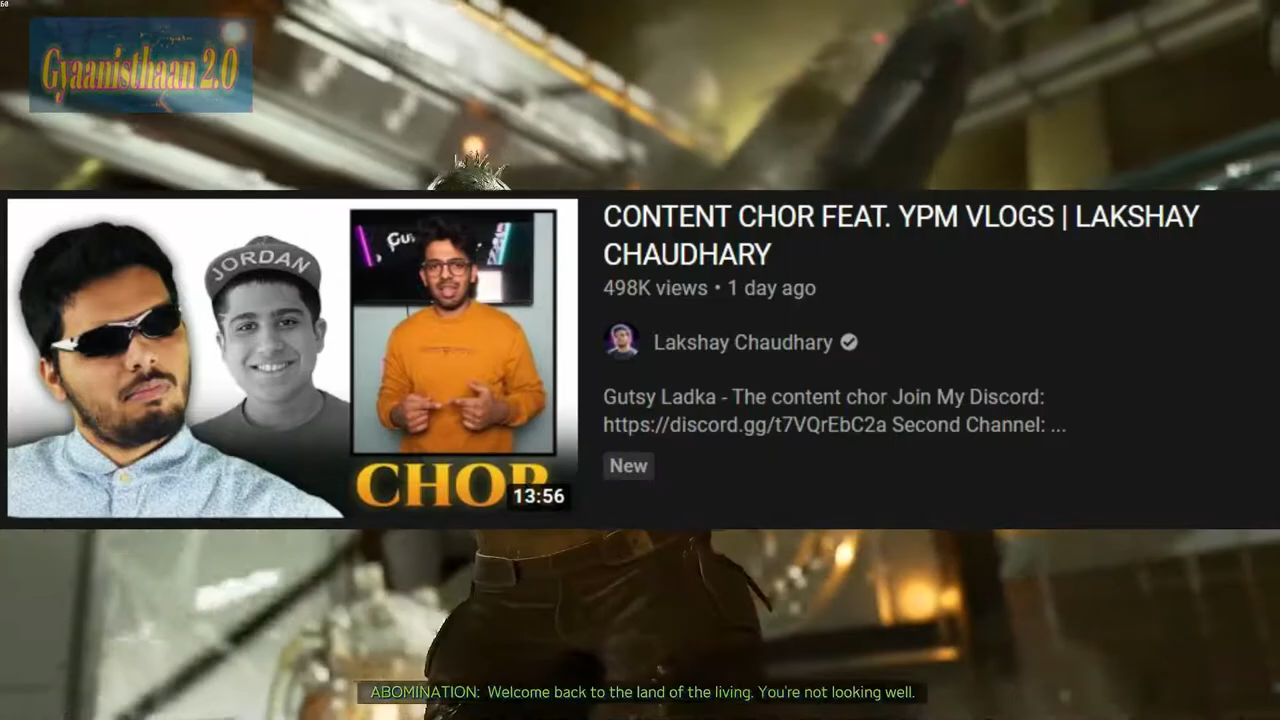 60
Gyaanisthaan 2.0
CONTENT CHOR FEAT. YPM VLOGS | LAKSHAY
CHAUDHARY
498K views • 1 day ago
Lakshay Chaudhary
Gutsy Ladka - The content chor Join My Discord:
https://discord.gg/t7VQrEbC2a Second Channel: ...
New
JORDAN
Gu
CHOR
13:56
ABOMINATION: Welcome back to the land of the living. You're not looking well.